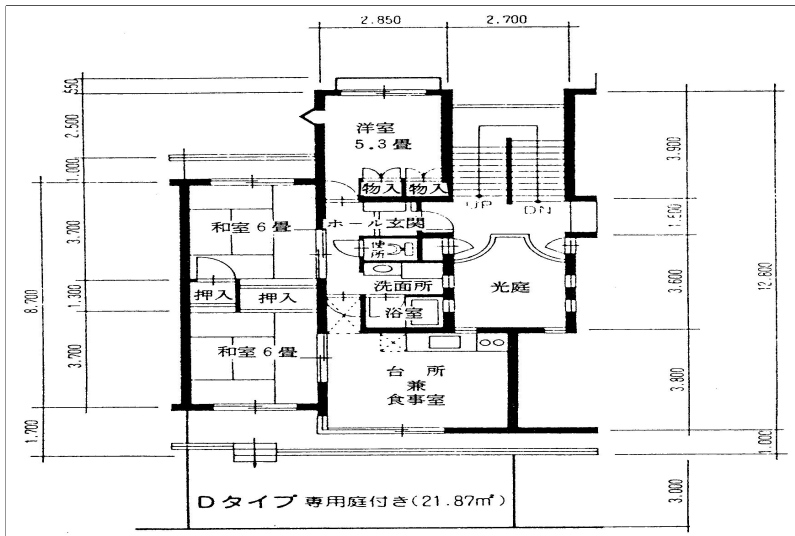 2.850
2.700
550
2.500
1.000
3.700
1.300
3.700
8.700
1.700
洋室
5.3畳
物入
物入
UP
DN
ホール
玄関
和室6畳
便所
洗面所
光庭
押入
押入
浴室
和室6畳
台所
兼
食事室
3.900
1.500
3.600
3.800
12.800
1.000
3.000
Dタイプ 専用庭付き(21.87㎡)